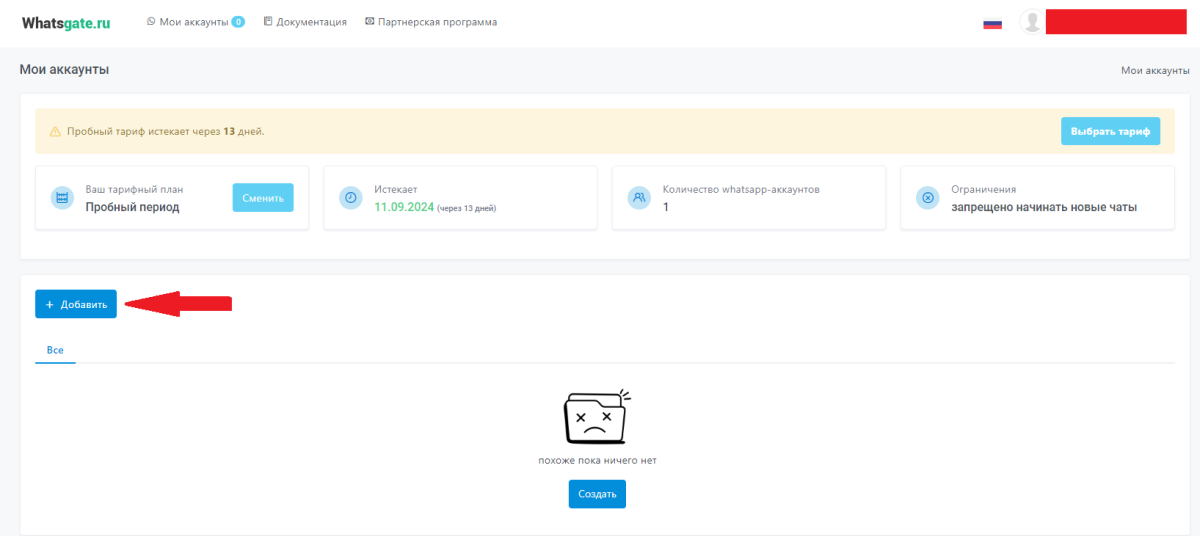 Whatsgate.ru Мои аккаунты 0 Документация Партнерская программа
Мои аккаунты Мои аккаунты
Пробный тариф истекает через 13 дней. Выбрать тариф
Ваш тарифный план
Пробный период
Сменить
Истекает
11.09.2024 (через 13 дней)
Количество whatsapp-аккаунтов
1
Ограничения
запрещено начинать новые чаты
+ Добавить
Все
похоже пока ничего нет
Создать